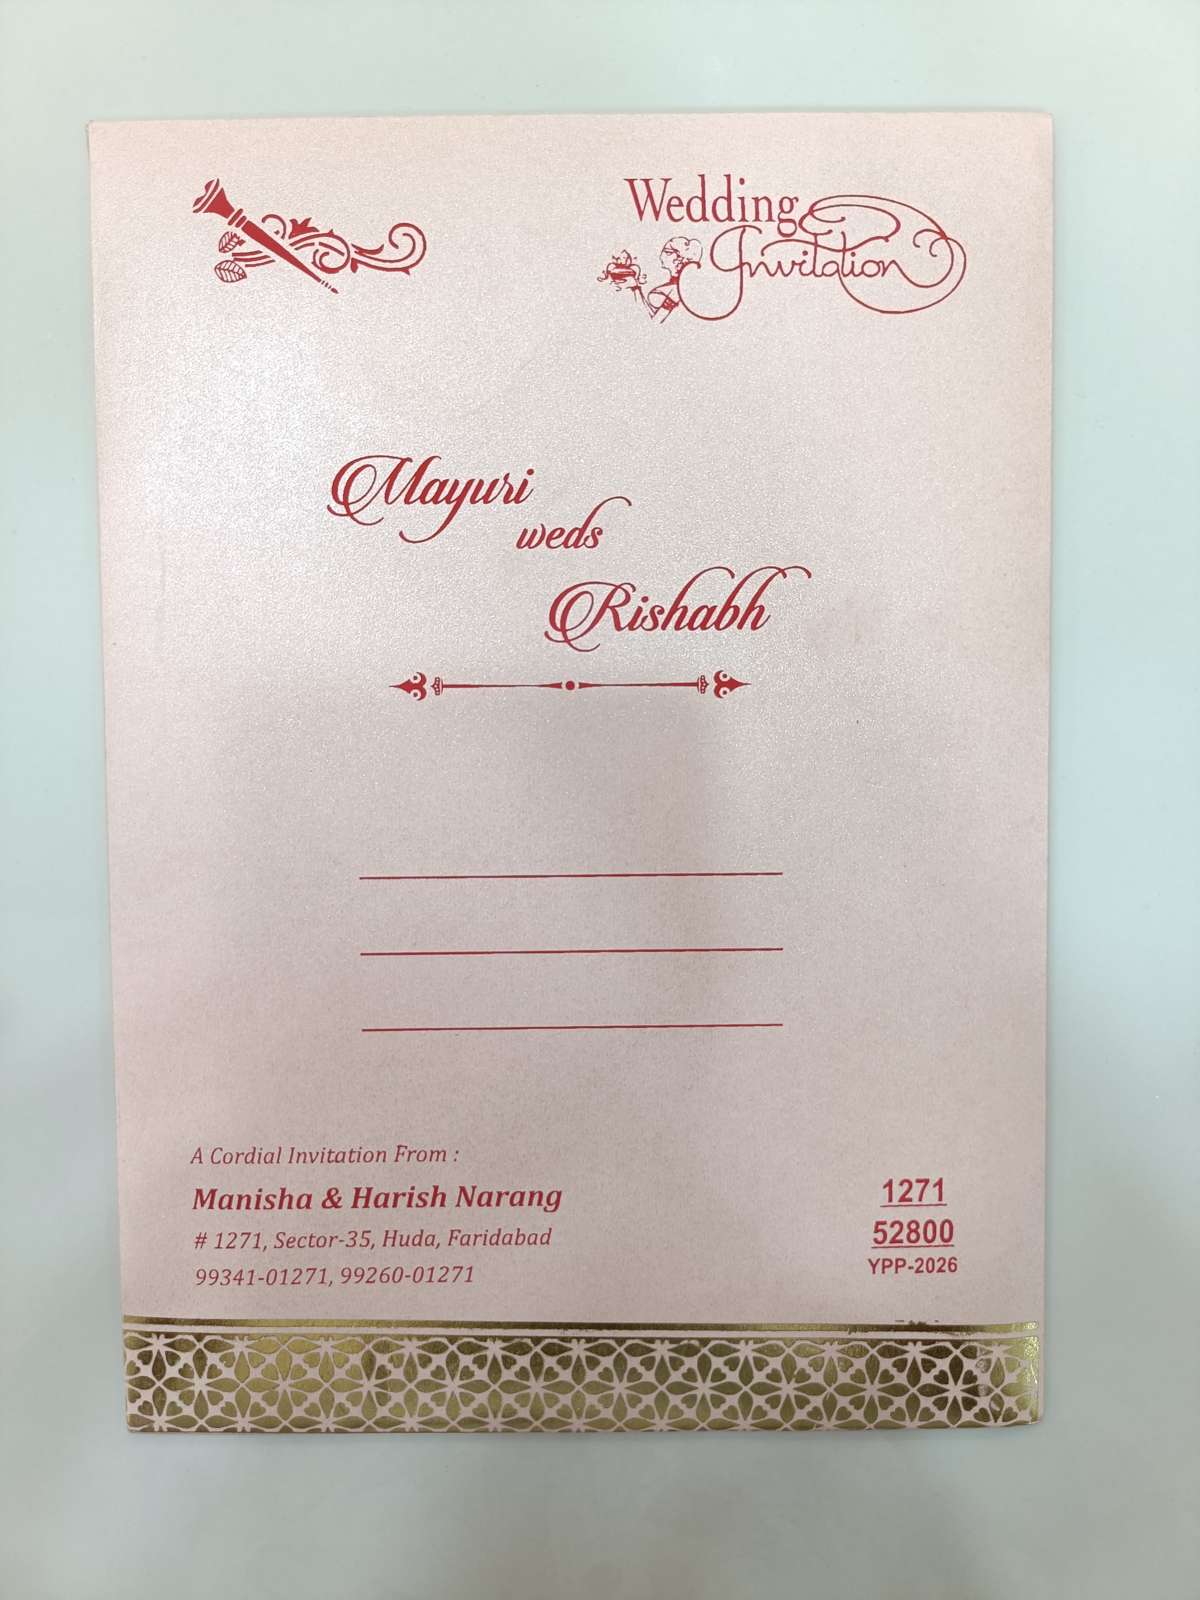 Wedding
Invitation
Mayuri
weds
Rishabh
A Cordial Invitation From :
Manisha & Harish Narang
# 1271, Sector-35, Huda, Faridabad
99341-01271, 99260-01271
1271
52800
YPP-2026